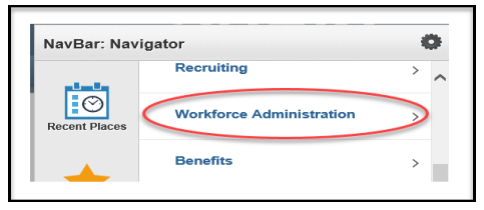 NavBar: Navigator
Recruiting
Recent Places
Workforce Administration
Benefits